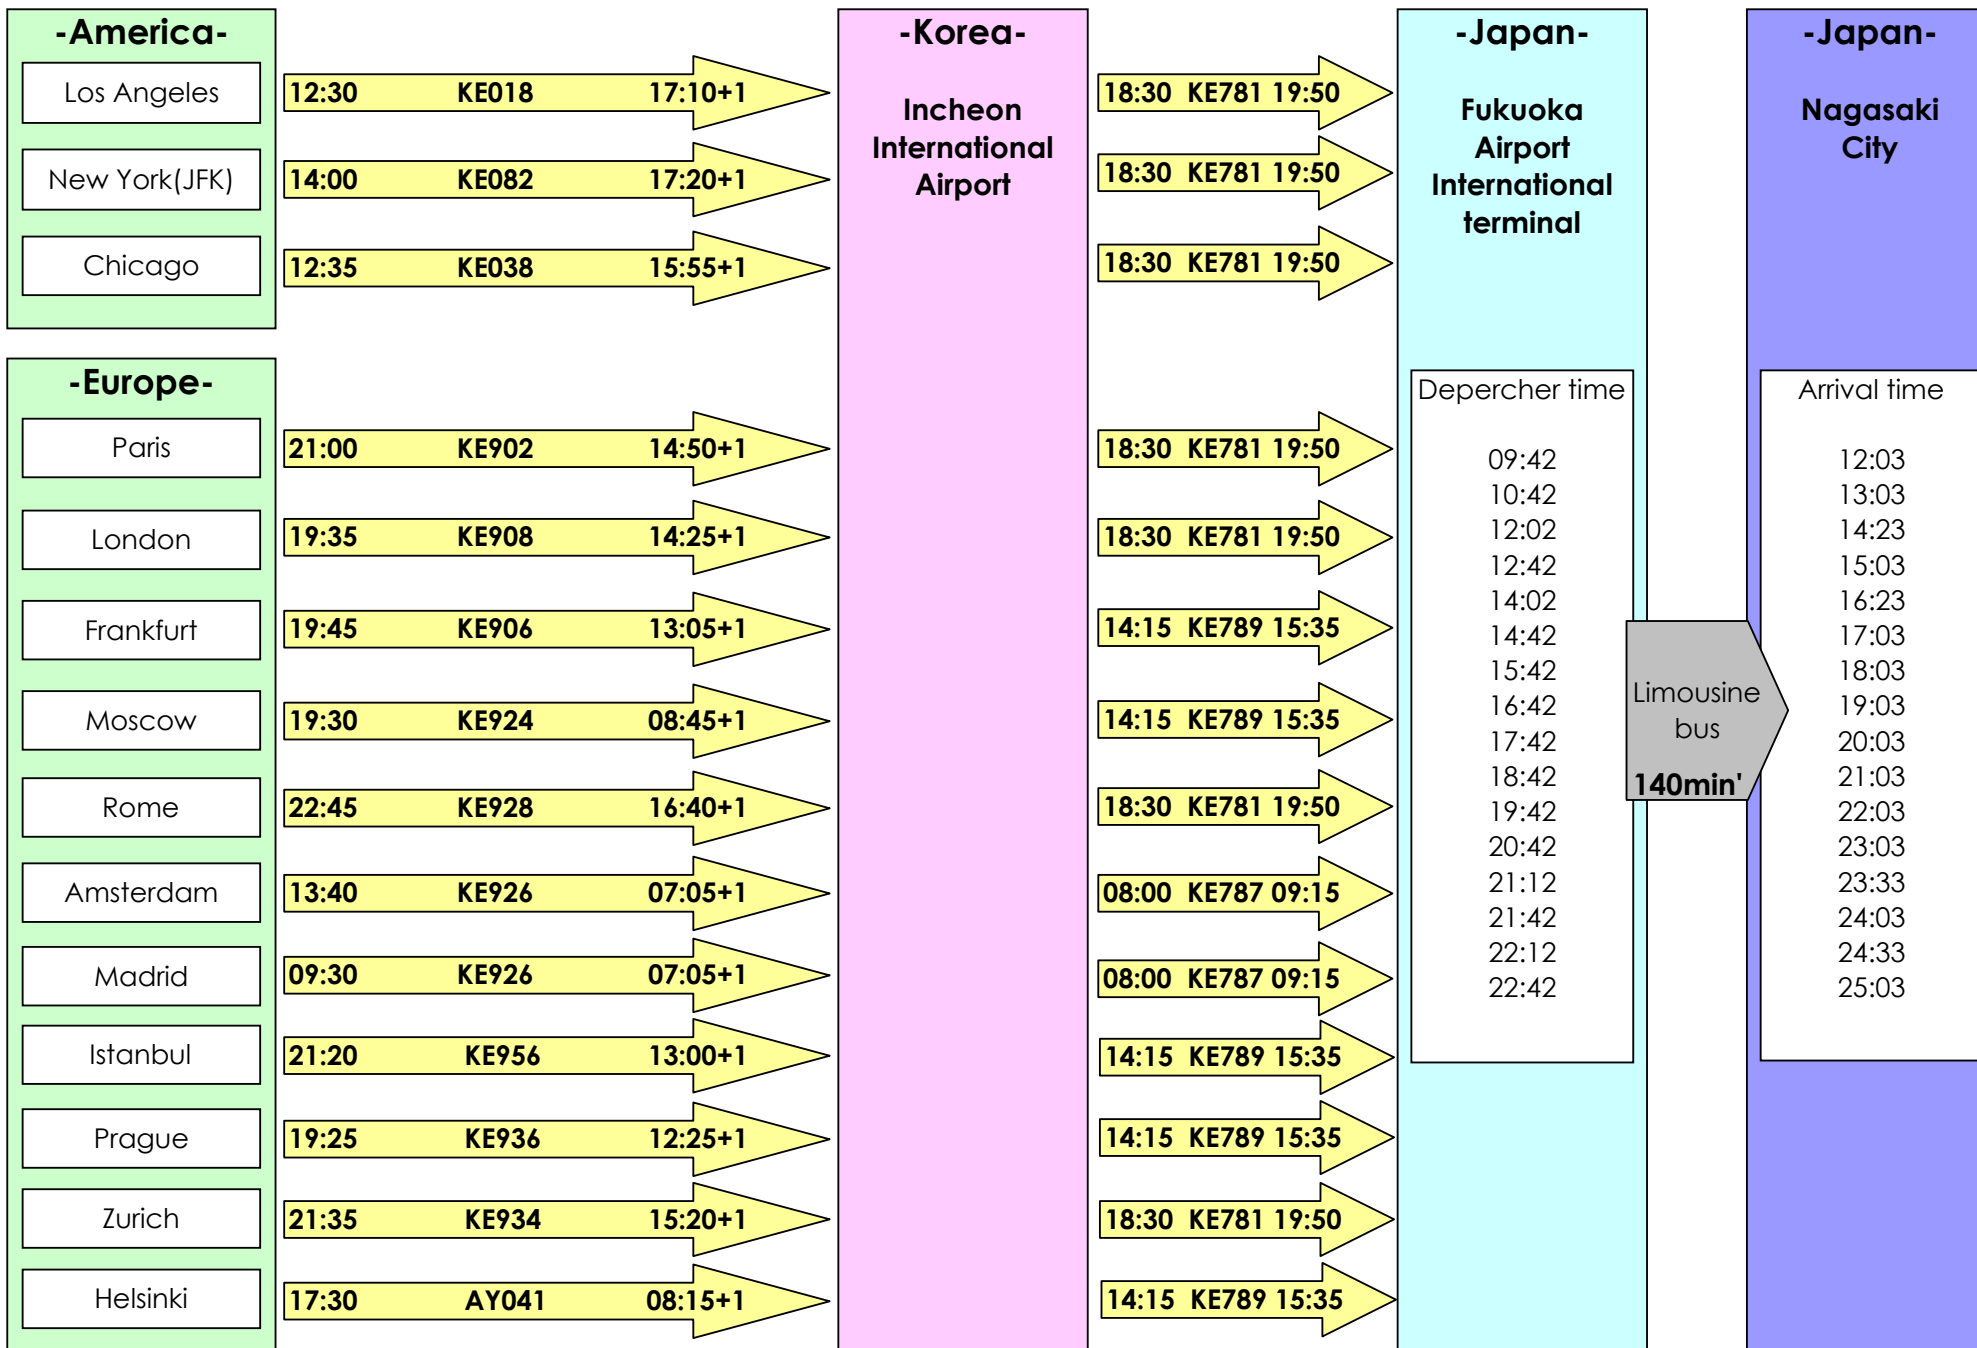 -America-
Los Angeles
12:30 KE018 17:10+1
New York(JFK)
14:00 KE082 17:20+1
Chicago
12:35 KE038 15:55+1
-Europe-
Paris
21:00 KE902 14:50+1
London
19:35 KE908 14:25+1
Frankfurt
19:45 KE906 13:05+1
Moscow
19:30 KE924 08:45+1
Rome
22:45 KE928 16:40+1
Amsterdam
13:40 KE926 07:05+1
Madrid
09:30 KE926 07:05+1
Istanbul
21:20 KE956 13:00+1
Prague
19:25 KE936 12:25+1
Zurich
21:35 KE934 15:20+1
Helsinki
17:30 AY041 08:15+1
-Korea-
Incheon
International
Airport
18:30 KE781 19:50
18:30 KE781 19:50
18:30 KE781 19:50
18:30 KE781 19:50
18:30 KE781 19:50
14:15 KE789 15:35
14:15 KE789 15:35
18:30 KE781 19:50
08:00 KE787 09:15
08:00 KE787 09:15
14:15 KE789 15:35
14:15 KE789 15:35
18:30 KE781 19:50
14:15 KE789 15:35
-Japan-
Fukuoka
Airport
International
terminal
Depercher time
09:42
10:42
12:02
12:42
14:02
14:42
15:42
16:42
17:42
18:42
19:42
20:42
21:12
21:42
22:12
22:42
Limousine
bus
140min'
-Japan-
Nagasaki
City
Arrival time
12:03
13:03
14:23
15:03
16:23
17:03
18:03
19:03
20:03
21:03
22:03
23:03
23:33
24:03
24:33
25:03